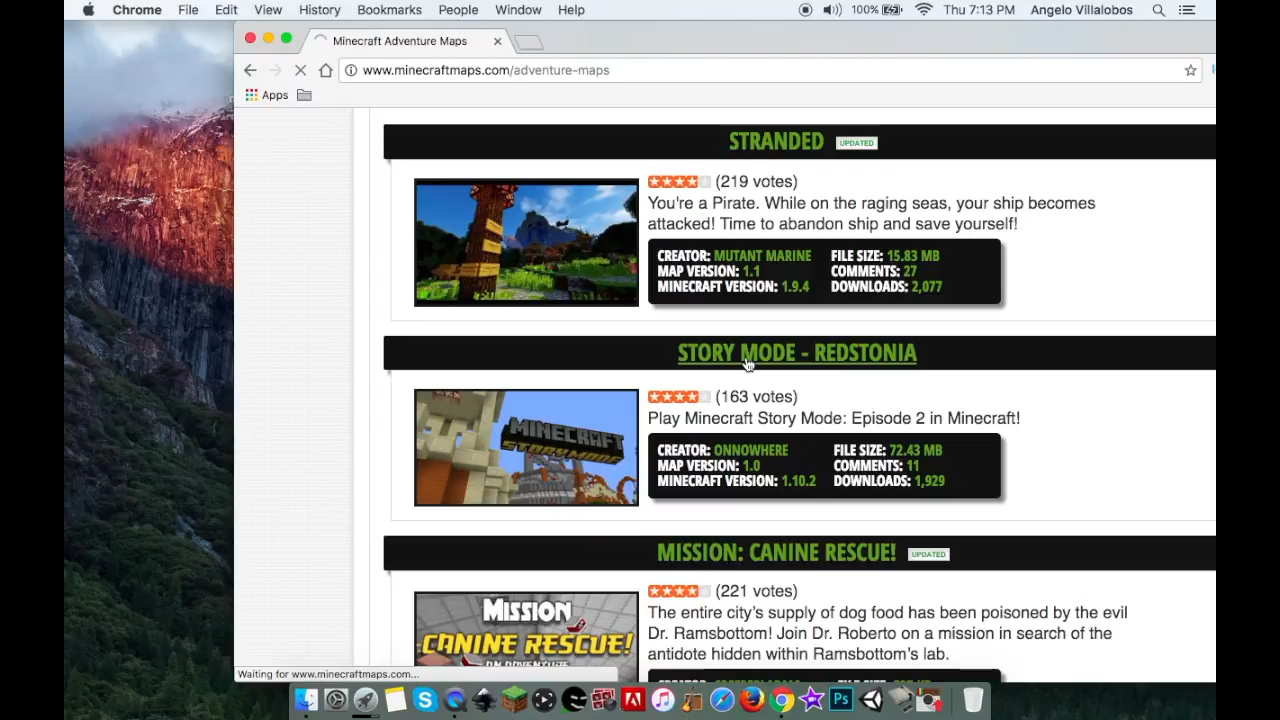 Chrome File Edit View History Bookmarks People Window Help 100% Thu 7:13 PM Angelo Villalobos
Minecraft Adventure Maps
www.minecraftmaps.com/adventure-maps
Apps
STRANDED UPDATED
(219 votes)
You're a Pirate. While on the raging seas, your ship becomes
attacked! Time to abandon ship and save yourself!
CREATOR: MUTANT MARINE FILE SIZE: 15.83 MB
MAP VERSION: 1.1 COMMENTS: 27
MINECRAFT VERSION: 1.9.4 DOWNLOADS: 2,077
STORY MODE - REDSTONIA
MINECRAFT
STORYMODE
(163 votes)
Play Minecraft Story Mode: Episode 2 in Minecraft!
CREATOR: ONNOWHERE FILE SIZE: 72.43 MB
MAP VERSION: 1.0 COMMENTS: 11
MINECRAFT VERSION: 1.10.2 DOWNLOADS: 1,929
MISSION: CANINE RESCUE! UPDATED
MISSION
CANINE RESCUE!
(221 votes)
The entire city's supply of dog food has been poisoned by the evil
Dr. Ramsbottom! Join Dr. Roberto on a mission in search of the
antidote hidden within Ramsbottom's lab.
Waiting for www.minecraftmaps.com...
Ps